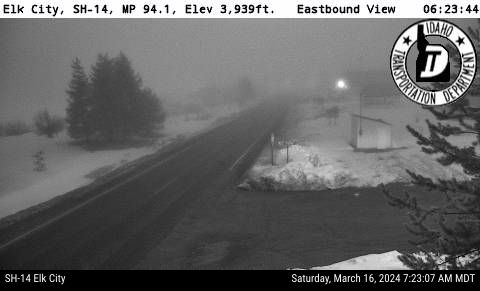 Elk City, SH-14, MP 94.1, Elev 3,939ft. Eastbound View 06:23:44
IDAHO
TRANSPORTATION DEPARTMENT
SH-14 Elk City Saturday, March 16, 2024 7:23:07 AM MDT